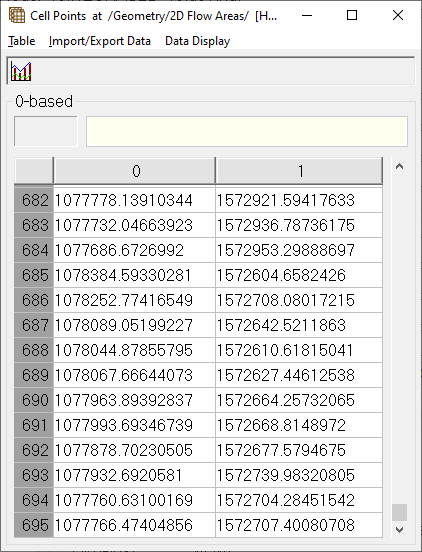 Cell Points at /Geometry/2D Flow Areas/ [H...
Table Import/Export Data Data Display
0-based
0 1
682 1077778.13910344 1572921.59417633
683 1077732.04663923 1572936.78736175
684 1077686.6726992 1572953.29888697
685 1078384.59330281 1572604.6582426
686 1078252.77416549 1572708.08017215
687 1078089.05199227 1572642.5211863
688 1078044.87855795 1572610.61815041
689 1078067.66644073 1572627.44612538
690 1077963.89392837 1572664.25732065
691 1077993.69346739 1572668.8148972
692 1077878.70230505 1572677.5794675
693 1077932.6920581 1572739.98320805
694 1077760.63100169 1572704.28451542
695 1077766.47404856 1572707.40080708